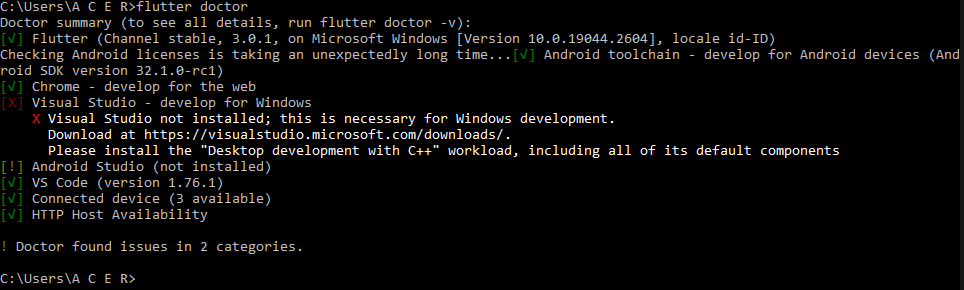 C:\Users\A C E R>flutter doctor
Doctor summary (to see all details, run flutter doctor -v):
[√] Flutter (Channel stable, 3.0.1, on Microsoft Windows [Version 10.0.19044.2604], locale id-ID)
Checking Android licenses is taking an unexpectedly long time...[√] Android toolchain - develop for Android devices (And
roid SDK version 32.1.0-rc1)
[√] Chrome - develop for the web
[X] Visual Studio - develop for Windows
    X Visual Studio not installed; this is necessary for Windows development.
      Download at https://visualstudio.microsoft.com/downloads/.
      Please install the "Desktop development with C++" workload, including all of its default components
[!] Android Studio (not installed)
[√] VS Code (version 1.76.1)
[√] Connected device (3 available)
[√] HTTP Host Availability
! Doctor found issues in 2 categories.
C:\Users\A C E R>